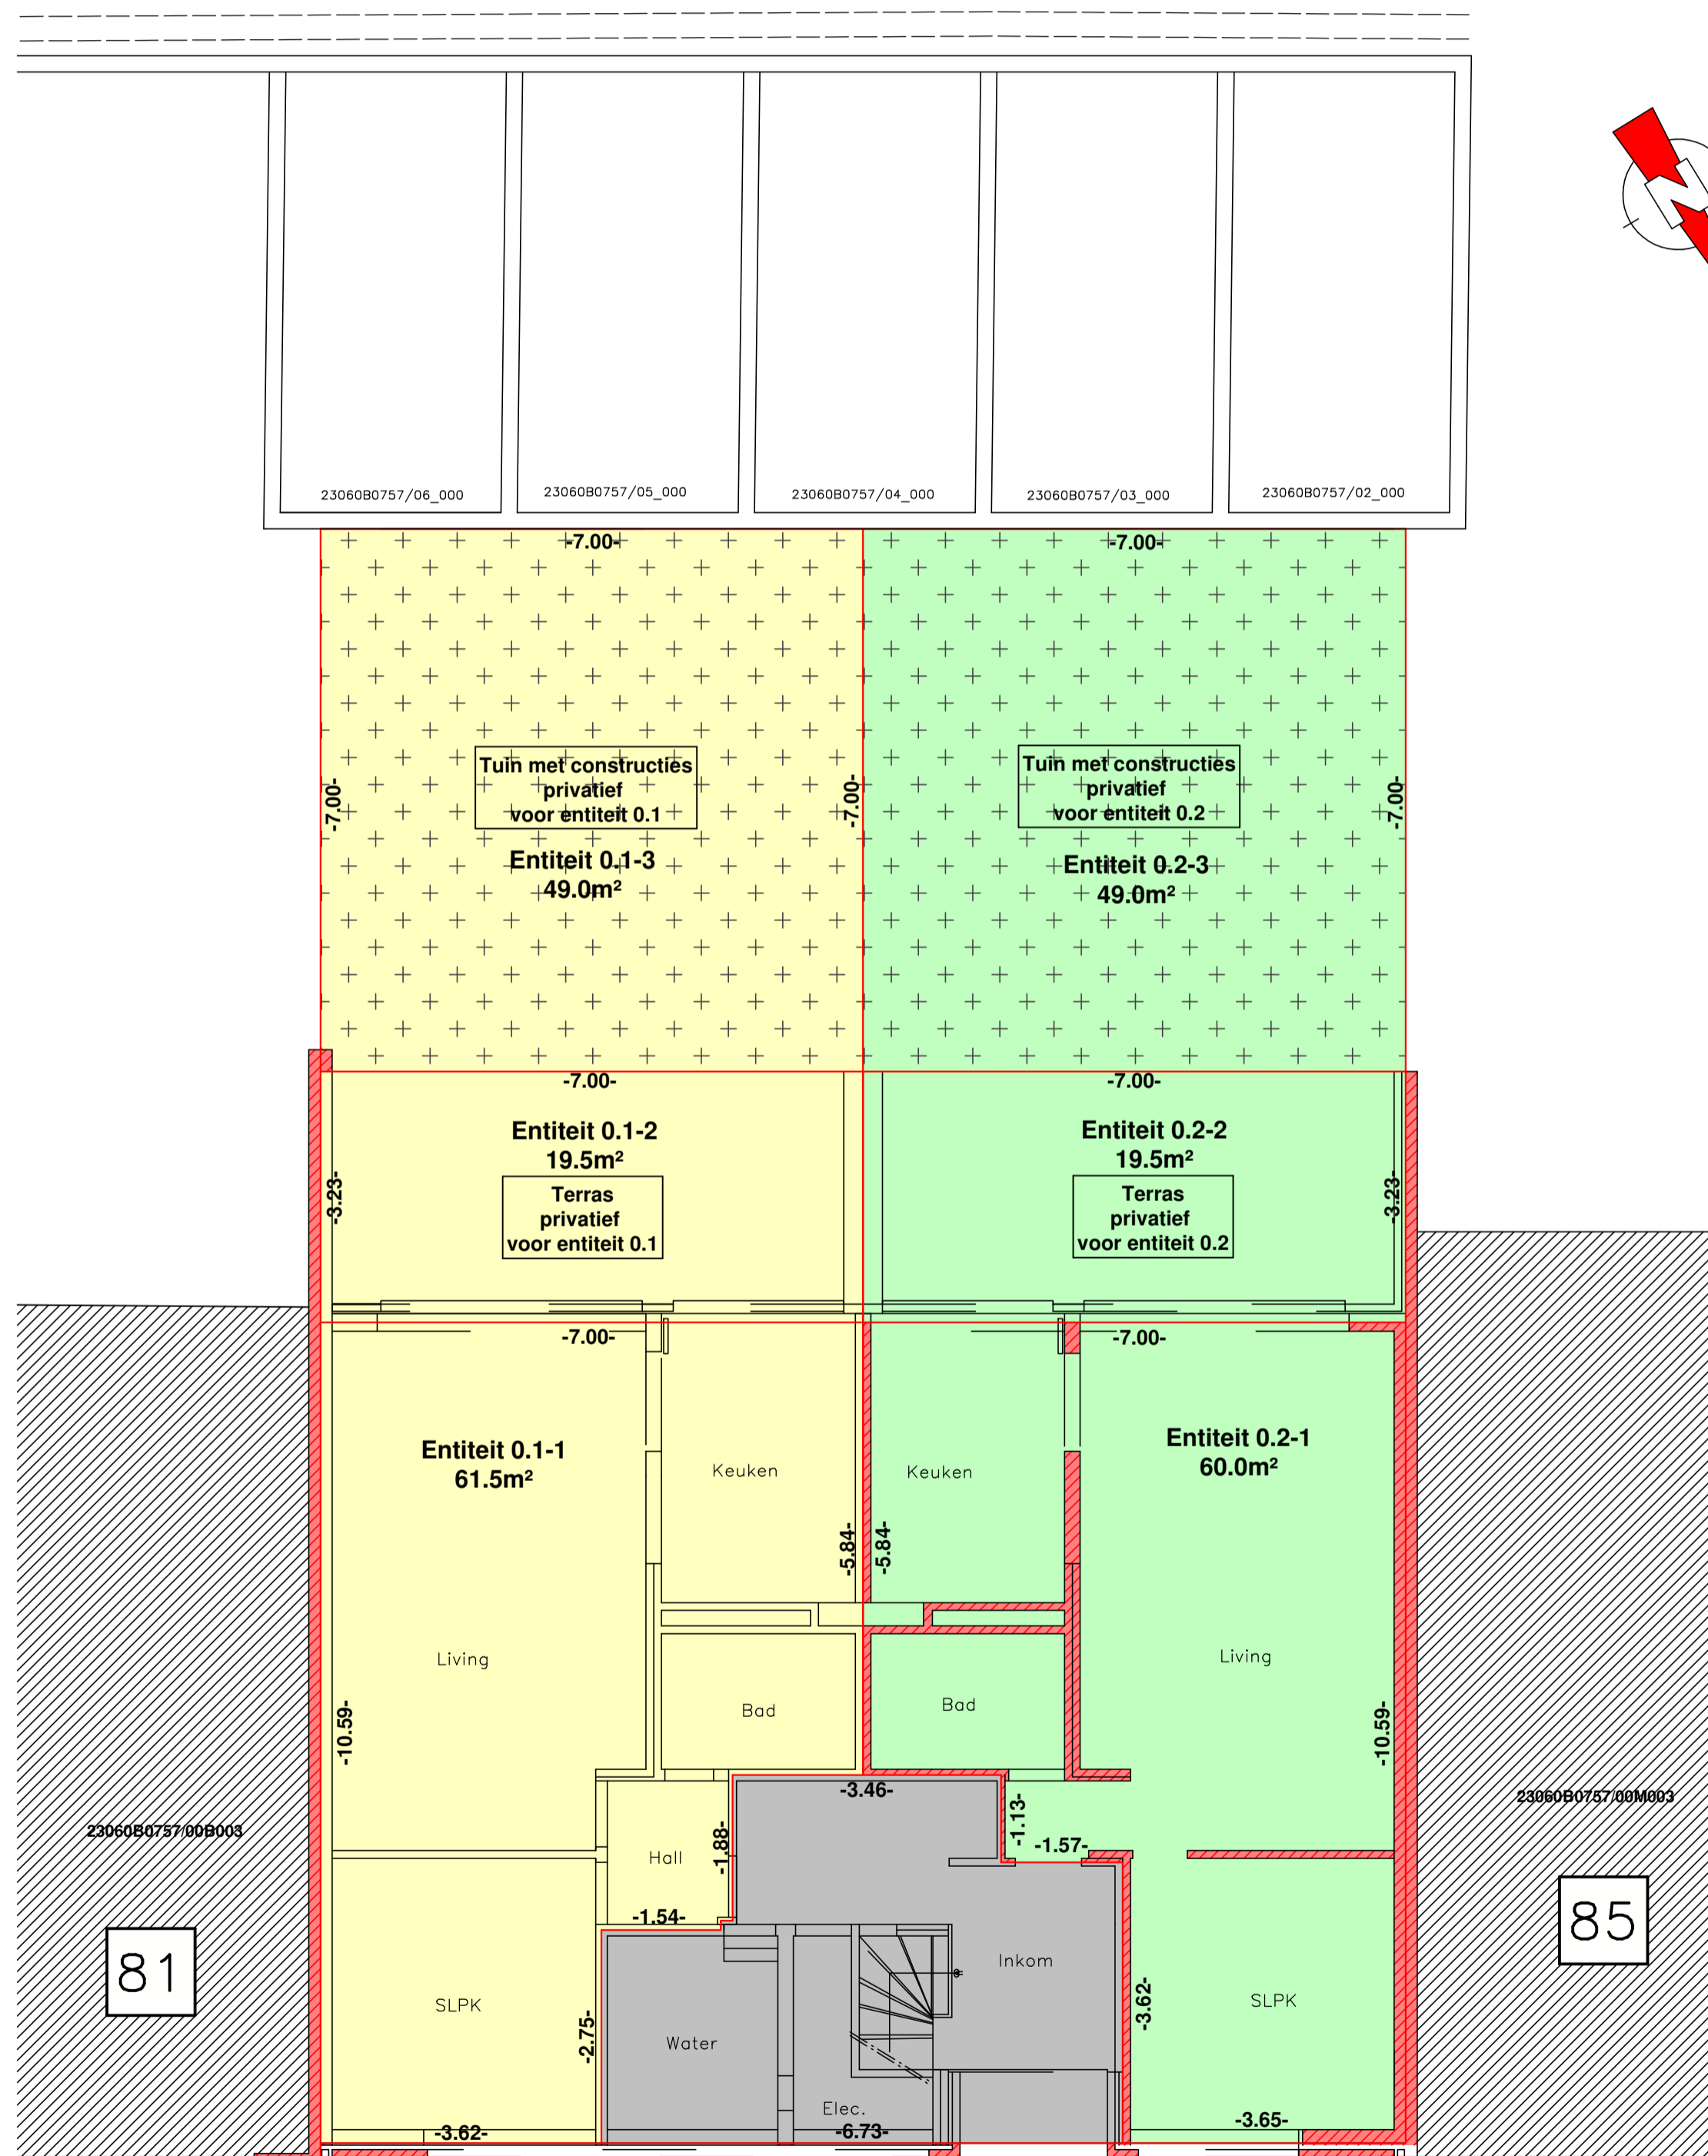 N
23060B0757/06_000
23060B0757/05_000
23060B0757/04_000
23060B0757/03_000
23060B0757/02_000
-7.00-
-7.00-
Tuin met constructies
privatief
voor entiteit 0.1
Tuin met constructies
privatief
voor entiteit 0.2
-7.00-
-7.00-
-7.00-
Entiteit 0.1-3
49.0m²
Entiteit 0.2-3
49.0m²
-7.00-
-7.00-
Entiteit 0.1-2
19.5m²
Terras
privatief
voor entiteit 0.1
Entiteit 0.2-2
19.5m²
Terras
privatief
voor entiteit 0.2
-3.23-
-3.23-
-7.00-
-7.00-
Entiteit 0.1-1
61.5m²
Entiteit 0.2-1
60.0m²
Keuken
Keuken
-5.84-
-5.84-
Living
Living
Bad
Bad
-10.59-
-10.59-
-3.46-
-1.13-
-1.57-
-1.88-
Hall
-1.54-
23060B0757/00B003
23060B0757/00M003
81
85
Inkom
SLPK
SLPK
-2.75-
-3.62-
Water
Elec.
-3.62-
-6.73-
-3.65-